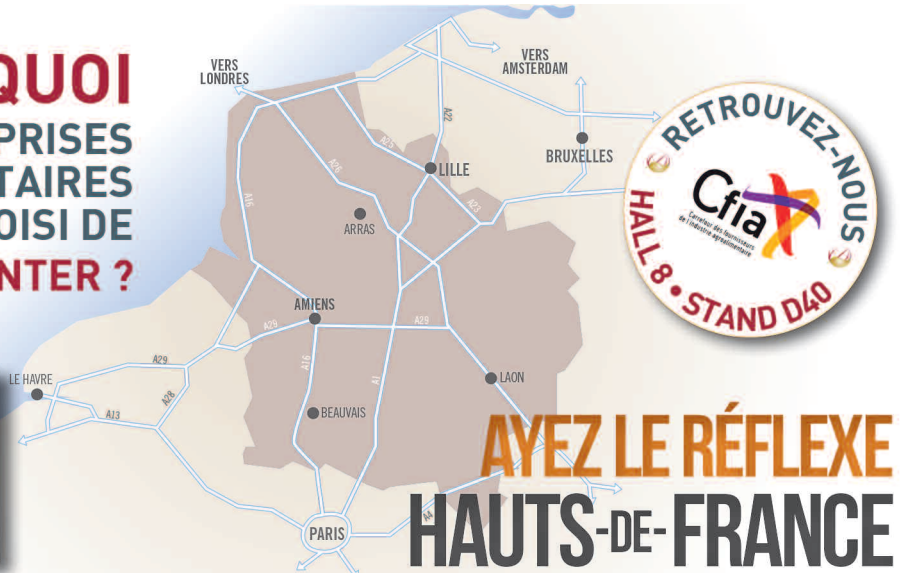 QUOI
PRISES
TAIRES
OISI DE
NTER ?
VERS
LONDRES
VERS
AMSTERDAM
A22
BRUXELLES
A25
LILLE
A26
A16
A23
ARRAS
AMIENS
A29
A29
A29
LE HAVRE
A28
A13
A16
A1
LAON
BEAUVAIS
PARIS
A4
RETROUVEZ-NOUS
Cfia
Carrefour des fournisseurs
de l'industrie agroalimentaire
HALL 8 • STAND D40
AYEZ LE RÉFLEXE
HAUTS-DE-FRANCE